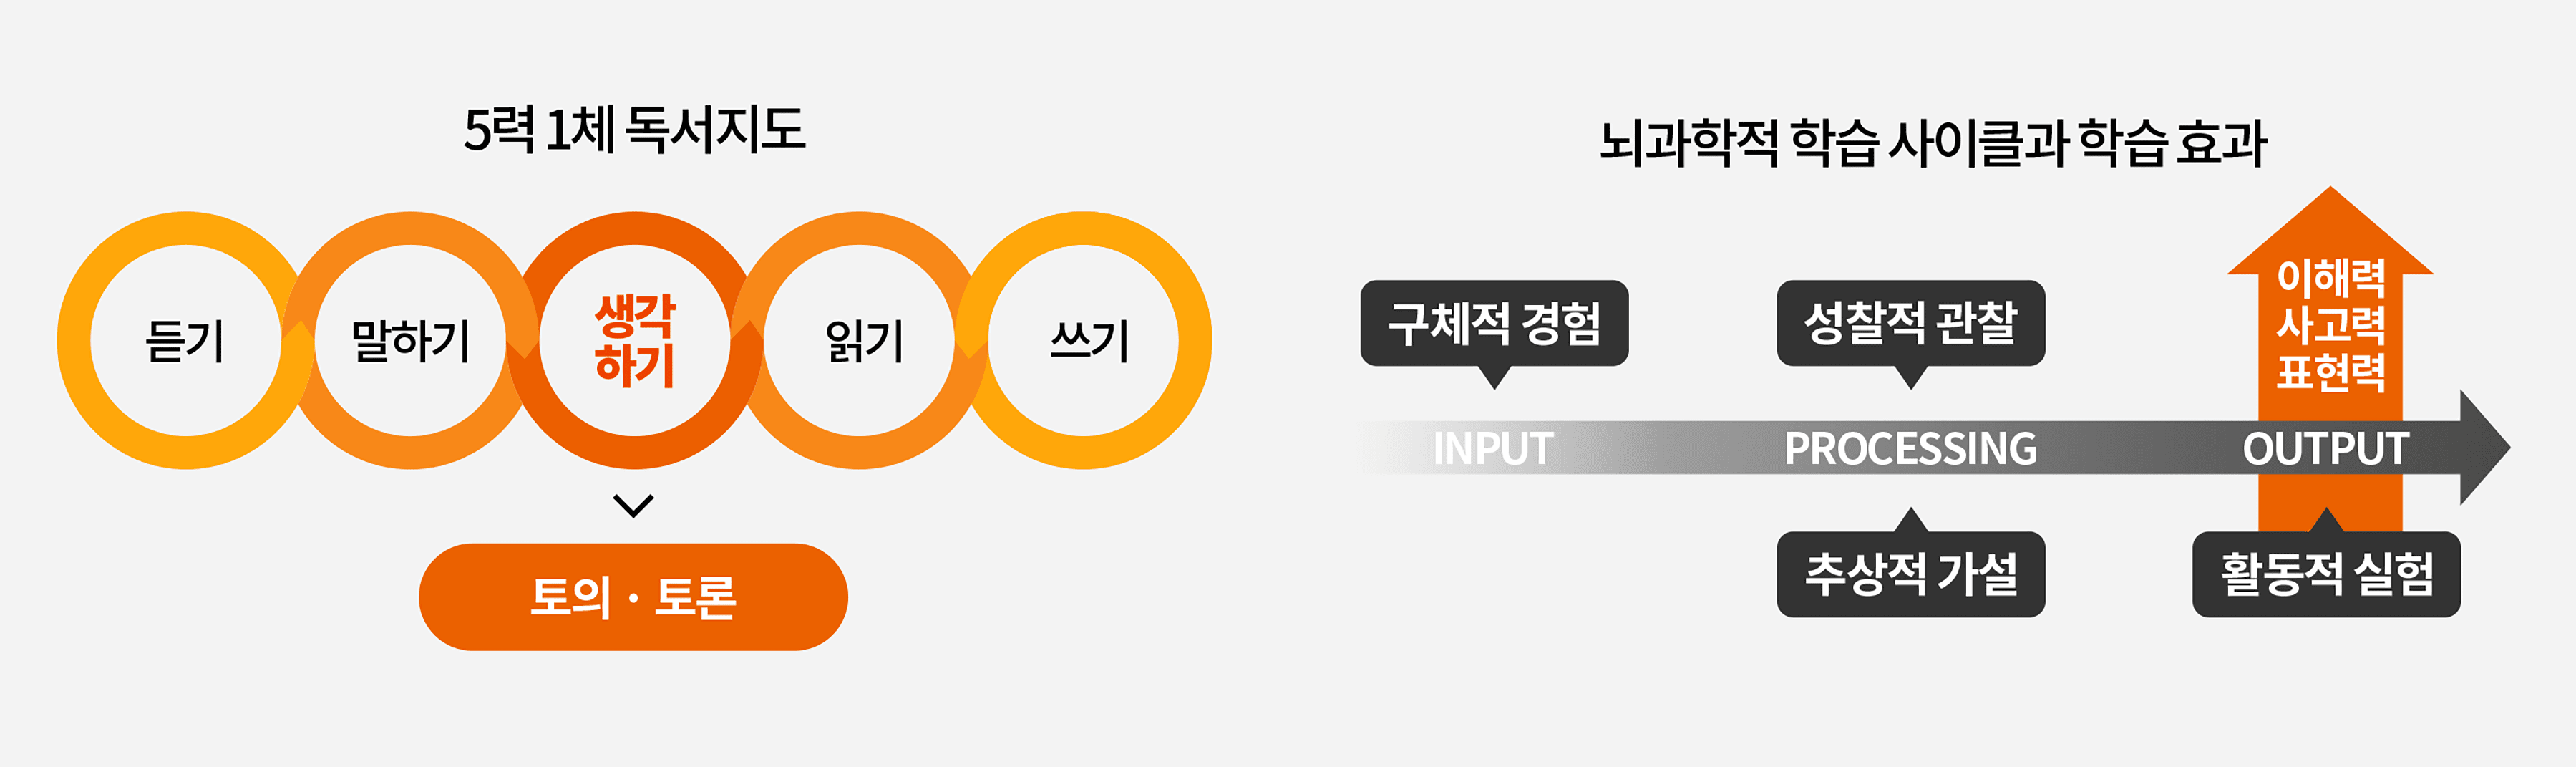 5력 1체 독서지도
듣기
말하기
생각
하기
읽기
쓰기
토의 · 토론
뇌과학적 학습 사이클과 학습 효과
구체적 경험
성찰적 관찰
이해력
사고력
표현력
INPUT
PROCESSING
OUTPUT
추상적 가설
활동적 실험